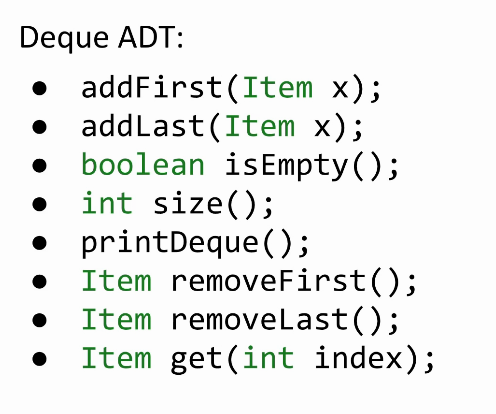 Deque ADT:
● addFirst(Item x);
● addLast(Item x);
● boolean isEmpty();
● int size();
● printDeque();
● Item removeFirst();
● Item removeLast();
● Item get(int index);